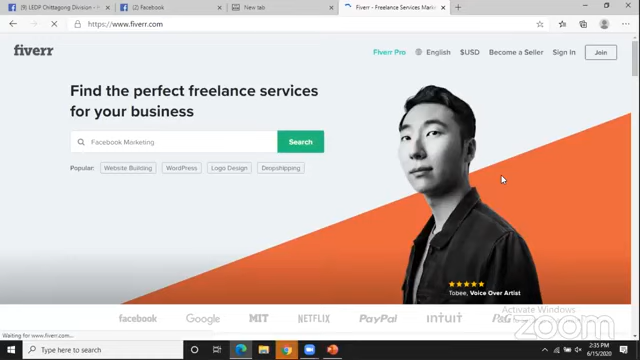 (9) LEDP Chittagong Division -
(2) Facebook
New tab
Fiverr - Freelance Services Mark
https://www.fiverr.com
fiverr
Fiverr Pro English $USD Become a Seller Sign In Join
Find the perfect freelance services
for your business
Facebook Marketing Search
Popular: Website Building WordPress Logo Design Dropshipping
Tobee, Voice Over Artist
facebook Google MIT NETFLIX PayPal intuit P&G
Activate Windows
zoom
Waiting for www.fiverr.com...
Type here to search
2:35 PM
6/15/2020